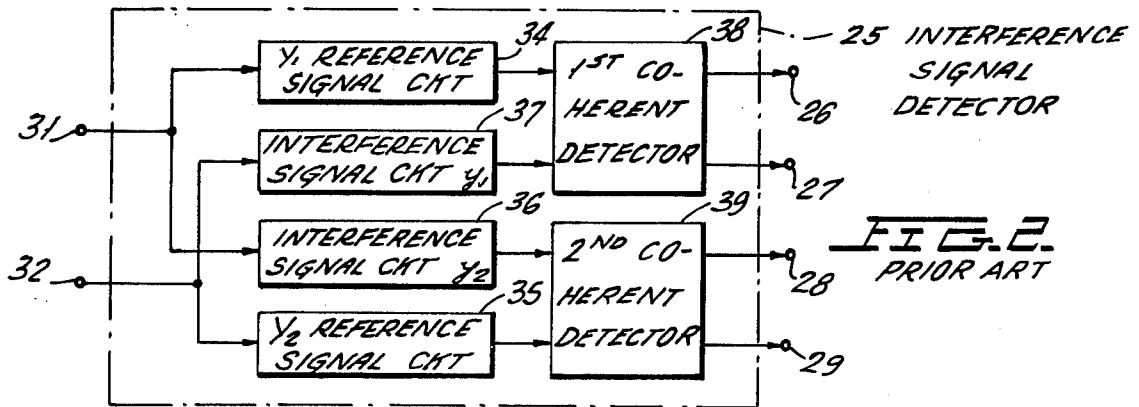 34
38
25 INTERFERENCE
SIGNAL
DETECTOR
Y1 REFERENCE
SIGNAL CKT
1ST CO-
HERENT
DETECTOR
26
31
37
INTERFERENCE
SIGNAL CKT y1
27
36
39
INTERFERENCE
SIGNAL CKT y2
2ND CO-
HERENT
DETECTOR
28
32
35
Y2 REFERENCE
SIGNAL CKT
29
FIG.2.
PRIOR ART